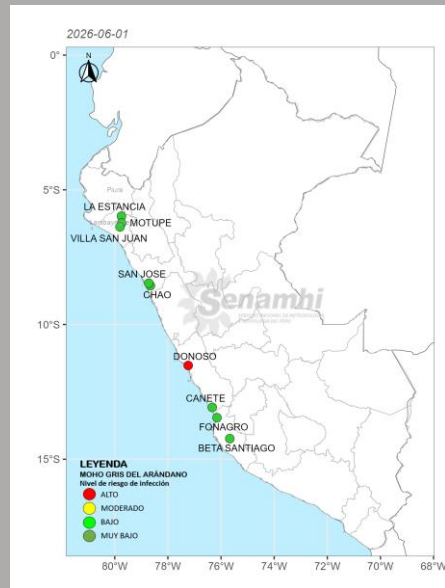 2026-06-01
N
0°
5°S
10°S
15°S
Piura
LA ESTANCIA
MOTUPE
VILLA SAN JUAN
SAN JOSE
CHAO
Senamhi
DONOSO
CANETE
FONAGRO
BETA SANTIAGO
LEYENDA
MOHO GRIS DEL ARÁNDANO
Nivel de riesgo de infección
ALTO
MODERADO
BAJO
MUY BAJO
80°W 78°W 76°W 74°W 72°W 70°W 68°W